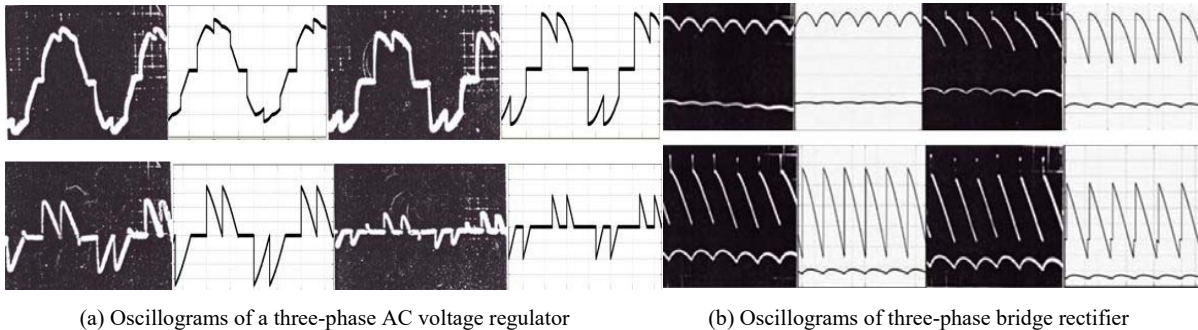 (a) Oscillograms of a three-phase AC voltage regulator
(b) Oscillograms of three-phase bridge rectifier